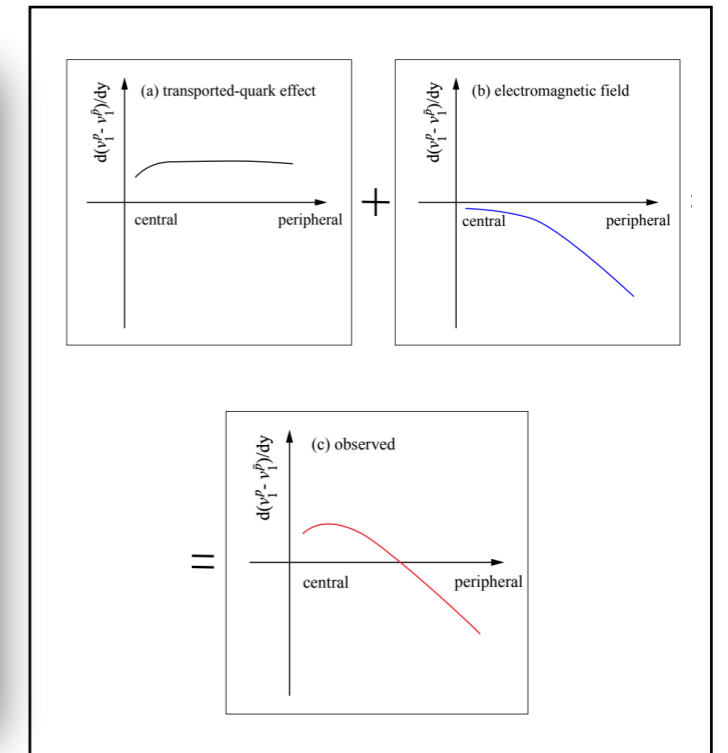 (a) transported-quark effect
d(v₁ᵖ- v₁ᵖ̄)/dy
central
peripheral
+
(b) electromagnetic field
d(v₁ᵖ- v₁ᵖ̄)/dy
central
peripheral
=
(c) observed
d(v₁ᵖ- v₁ᵖ̄)/dy
central
peripheral